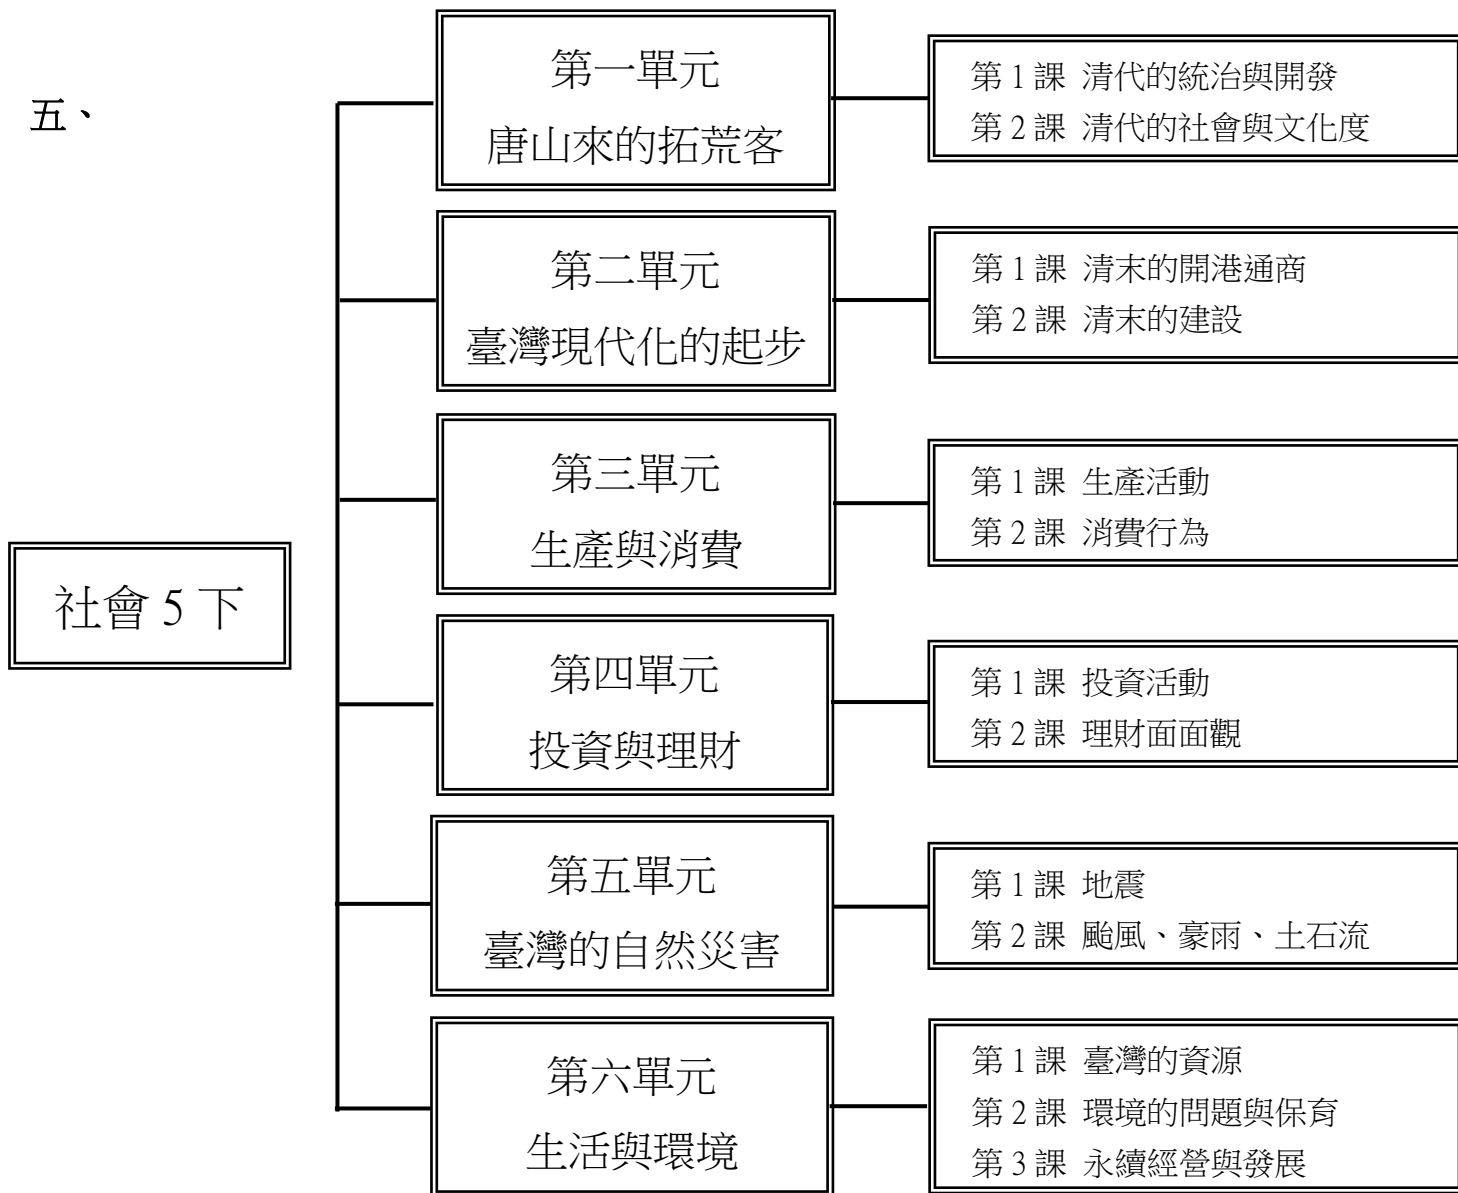 五、
社會 5 下
第一單元
唐山來的拓荒客
第 1 課 清代的統治與開發
第 2 課 清代的社會與文化度
第二單元
臺灣現代化的起步
第 1 課 清末的開港通商
第 2 課 清末的建設
第三單元
生產與消費
第 1 課 生產活動
第 2 課 消費行為
第四單元
投資與理財
第 1 課 投資活動
第 2 課 理財面面觀
第五單元
臺灣的自然災害
第 1 課 地震
第 2 課 颱風、豪雨、土石流
第六單元
生活與環境
第 1 課 臺灣的資源
第 2 課 環境的問題與保育
第 3 課 永續經營與發展